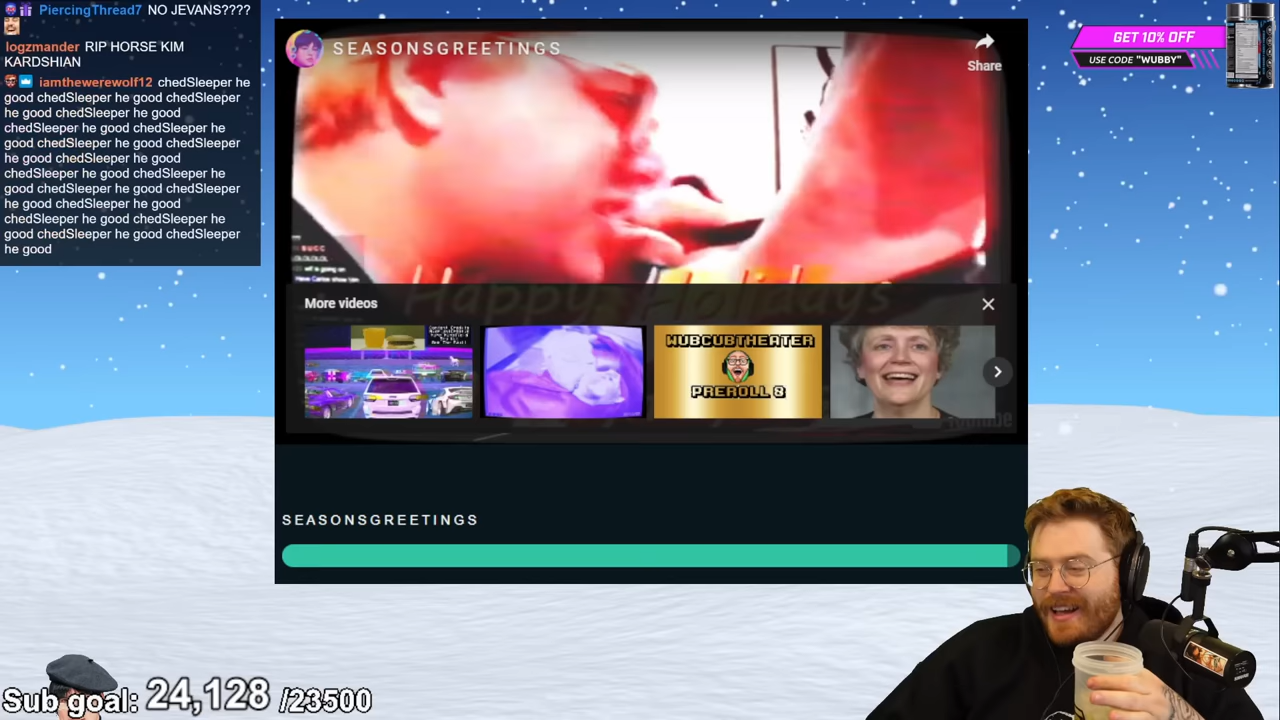 PiercingThread7 NO JEVANS????
logzmander RIP HORSE KIM
KARDSHIAN
iamthewerewolf12 chedSleeper he
good chedSleeper he good chedSleeper
he good chedSleeper he good
chedSleeper he good chedSleeper he
good chedSleeper he good chedSleeper
he good chedSleeper he good
chedSleeper he good chedSleeper he
good chedSleeper he good chedSleeper
he good chedSleeper he good
chedSleeper he good chedSleeper he
good chedSleeper he good chedSleeper
he good
SEASONSGREETINGS
Share
SUCC
Happy Holidays
More videos
WUBCUBTHEATER
PREROLL 8
SEASONSGREETINGS
GET 10% OFF
USE CODE "WUBBY"
Sub goal: 24,128 /23500